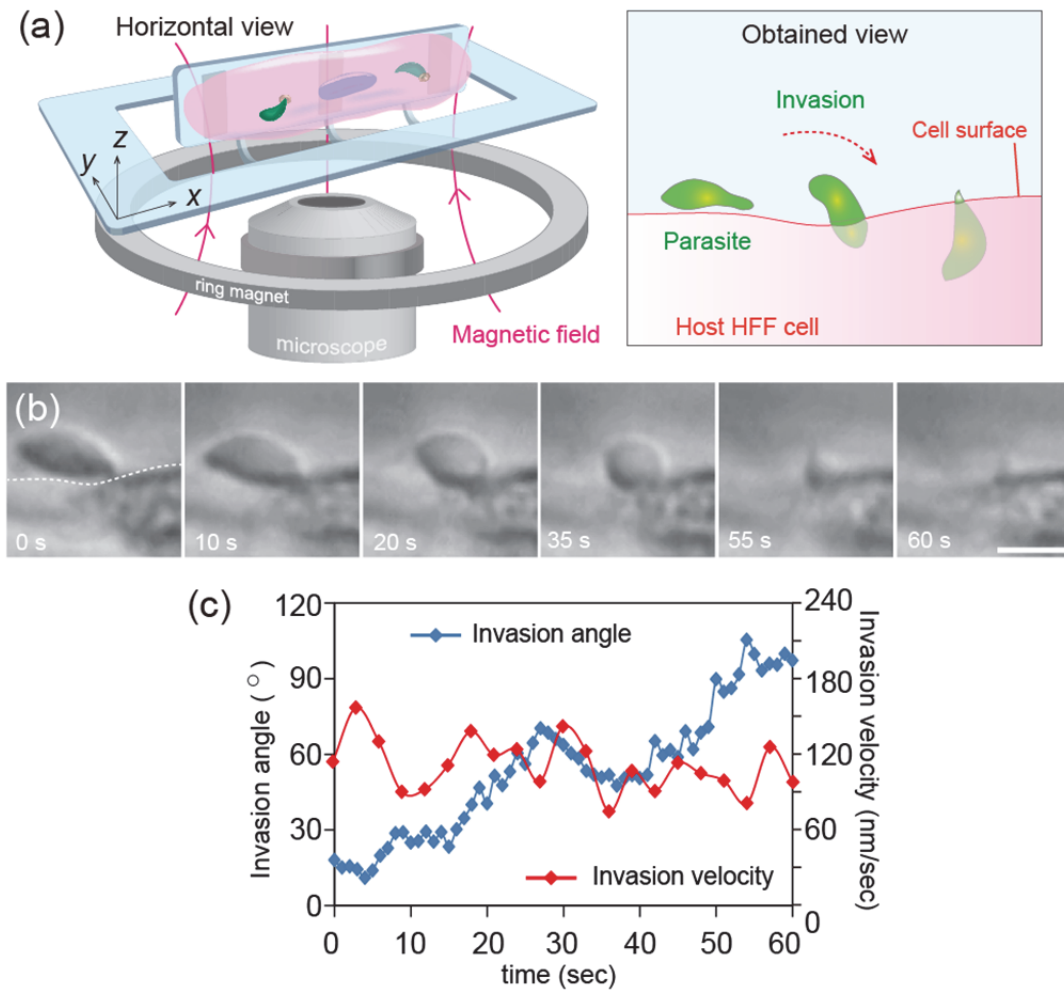 (a)
Horizontal view
z
y
x
ring magnet
microscope
Magnetic field
Obtained view
Invasion
Cell surface
Parasite
Host HFF cell
(b)
0 s
10 s
20 s
35 s
55 s
60 s
(c)
120
90
60
30
0
Invasion angle (°)
Invasion angle
Invasion velocity
240
180
120
60
0
Invasion velocity (nm/sec)
0
10
20
30
40
50
60
time (sec)